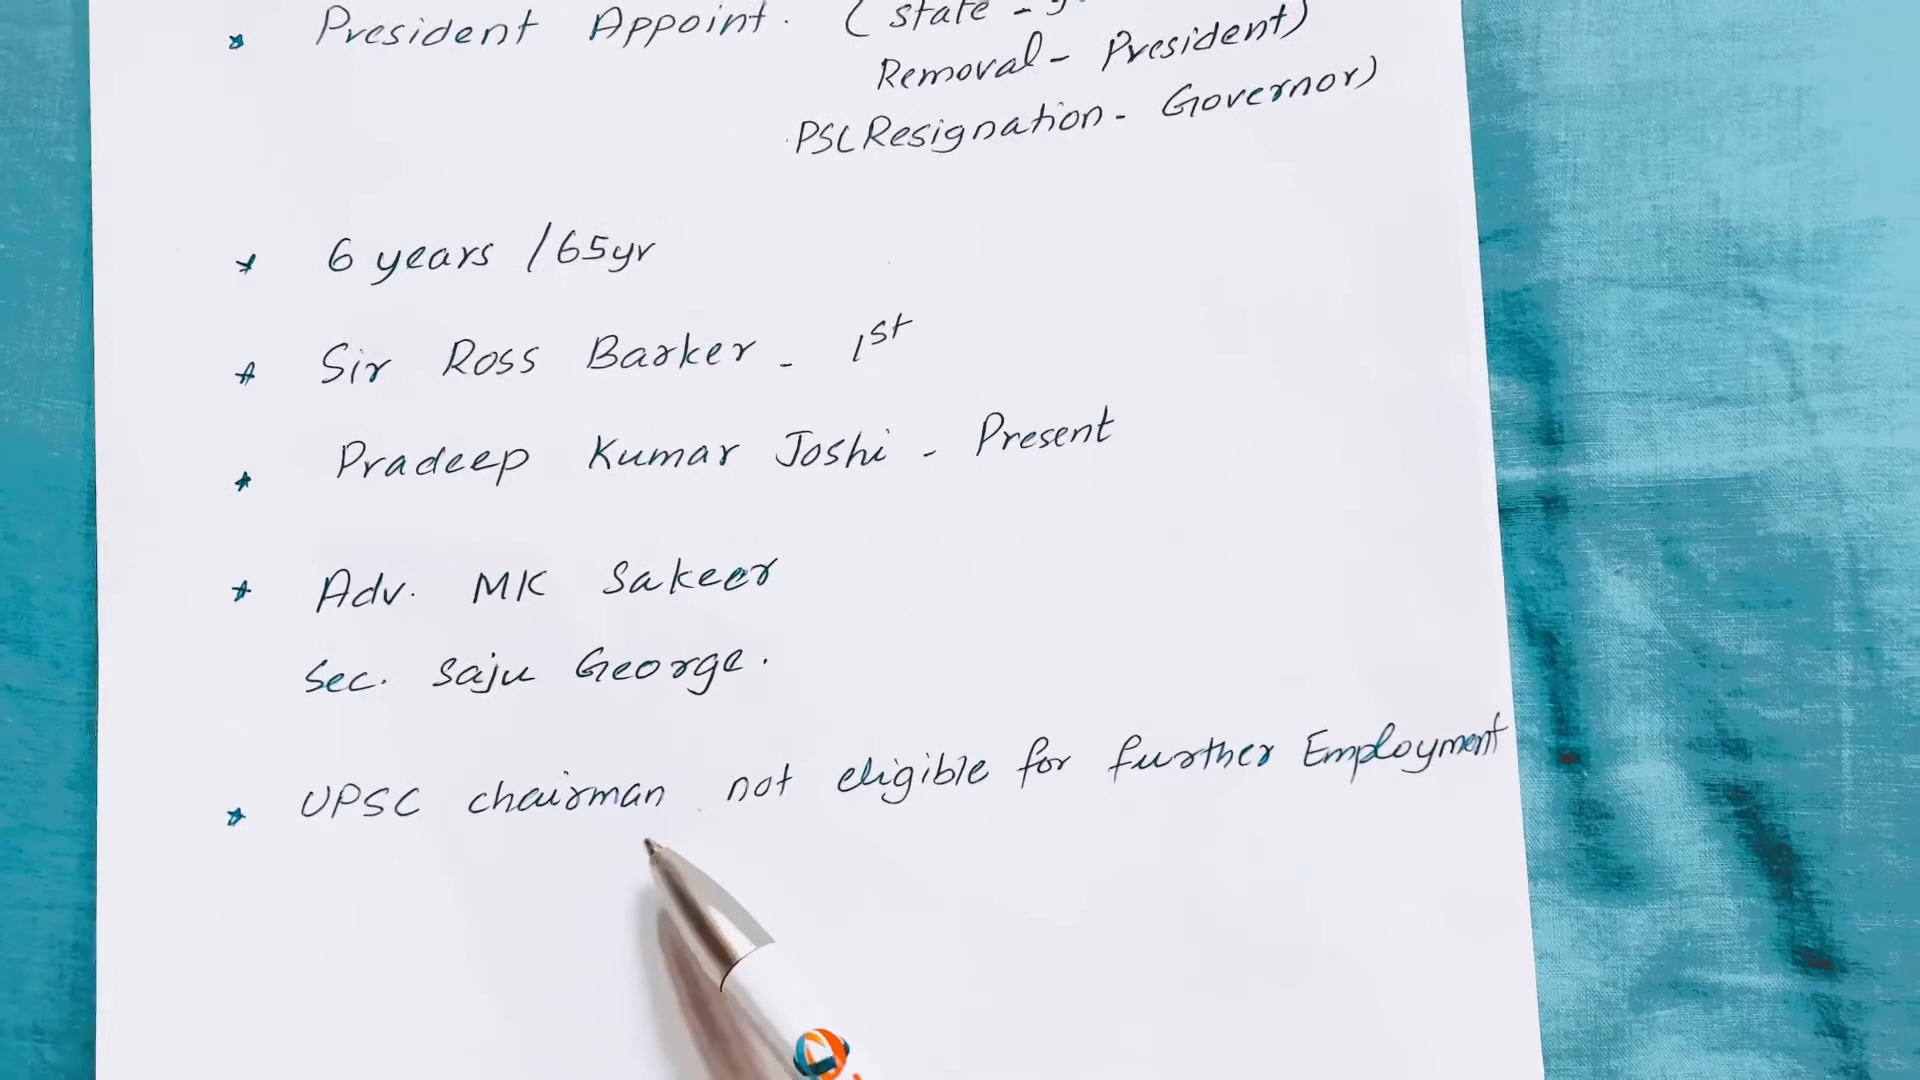 * President Appoint. (state -
Removal - President)
PSC Resignation - Governor)
* 6 years / 65yr
* Sir Ross Barker - 1st
* Pradeep Kumar Joshi - Present
* Adv. MK Sakeer
Sec. Saju George.
* UPSC chairman not eligible for further Employment